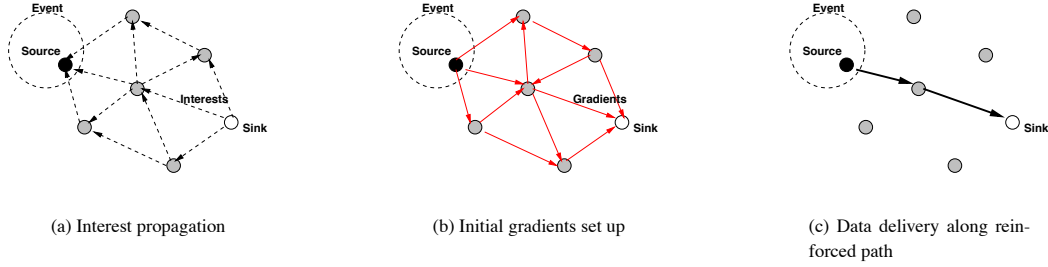 Event
Source
Interests
Sink
(a) Interest propagation
Event
Source
Gradients
Sink
(b) Initial gradients set up
Event
Source
Sink
(c) Data delivery along rein-
forced path